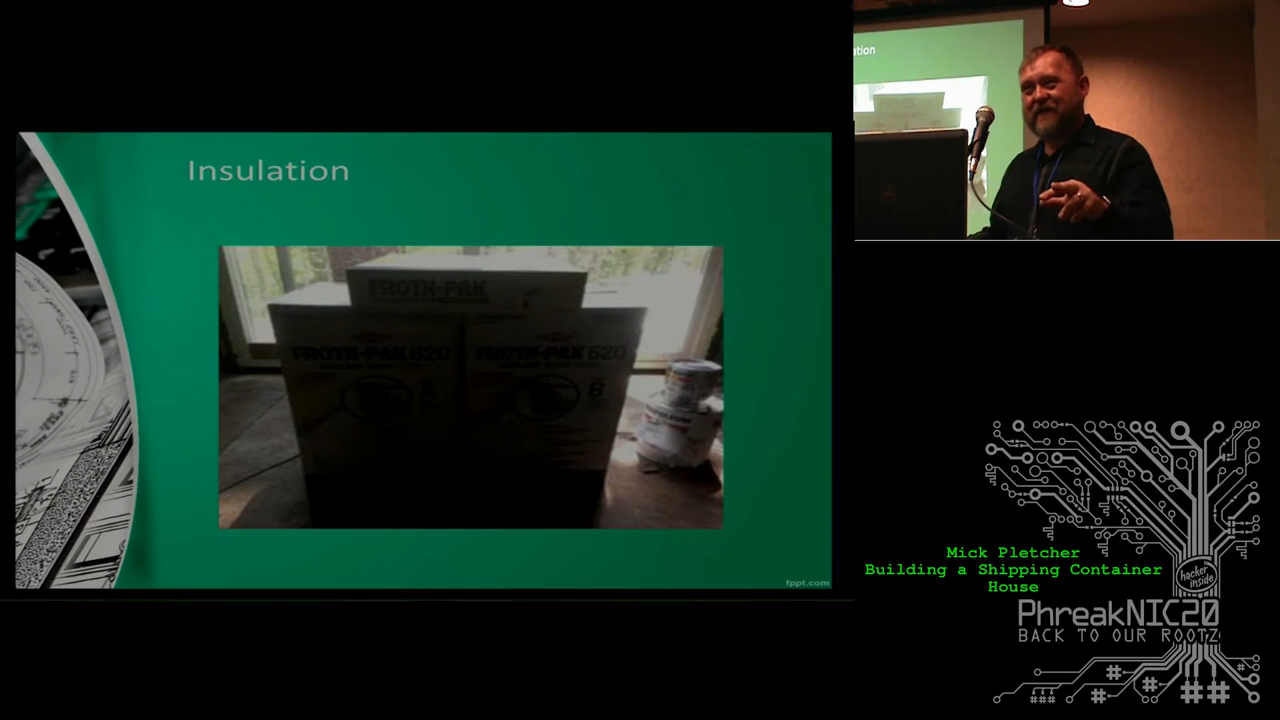 Insulation
FROTH-PAK
FROTH-PAK 620
FROTH-PAK 620
fppt.com
ation
Mick Pletcher
Building a Shipping Container
House
hacker
inside
PhreakNIC20
BACK TO OUR ROOTZ